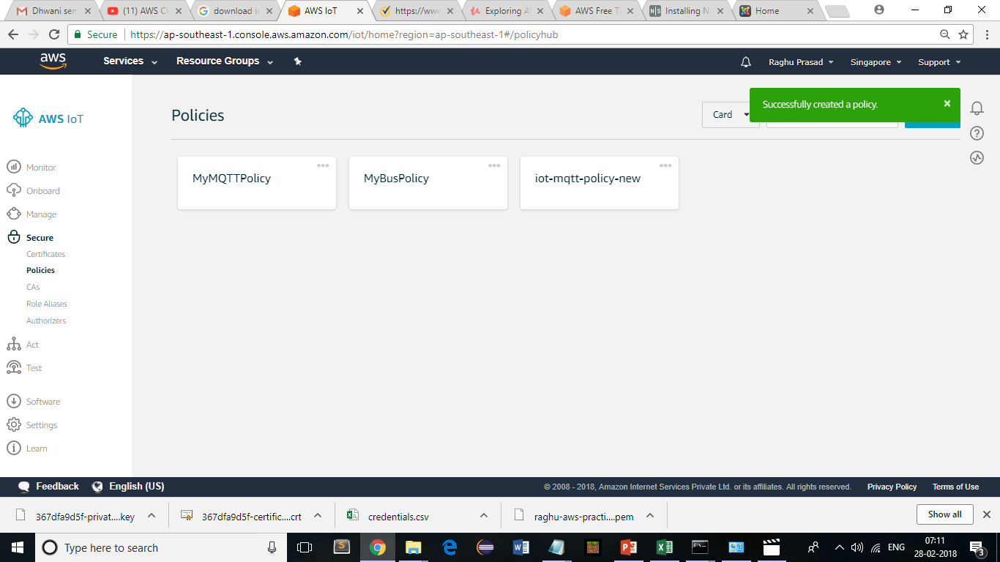 Dhwani sem
(11) AWS Cl
download in
AWS IoT
https://www
Exploring A
AWS Free Ti
Installing N
Home
Secure https://ap-southeast-1.console.aws.amazon.com/iot/home?region=ap-southeast-1#/policyhub
aws Services Resource Groups Raghu Prasad Singapore Support
AWS IoT
Monitor
Onboard
Manage
Secure
Certificates
Policies
CAs
Role Aliases
Authorizers
Act
Test
Software
Settings
Learn
Policies
Card
Successfully created a policy.
MyMQTTPolicy
MyBusPolicy
iot-mqtt-policy-new
Feedback English (US) © 2008 - 2018, Amazon Internet Services Private Ltd. or its affiliates. All rights reserved. Privacy Policy Terms of Use
367dfa9d5f-privat....key
367dfa9d5f-certific....crt
credentials.csv
raghu-aws-practi....pem
Show all
Type here to search
ENG
07:11
28-02-2018
3